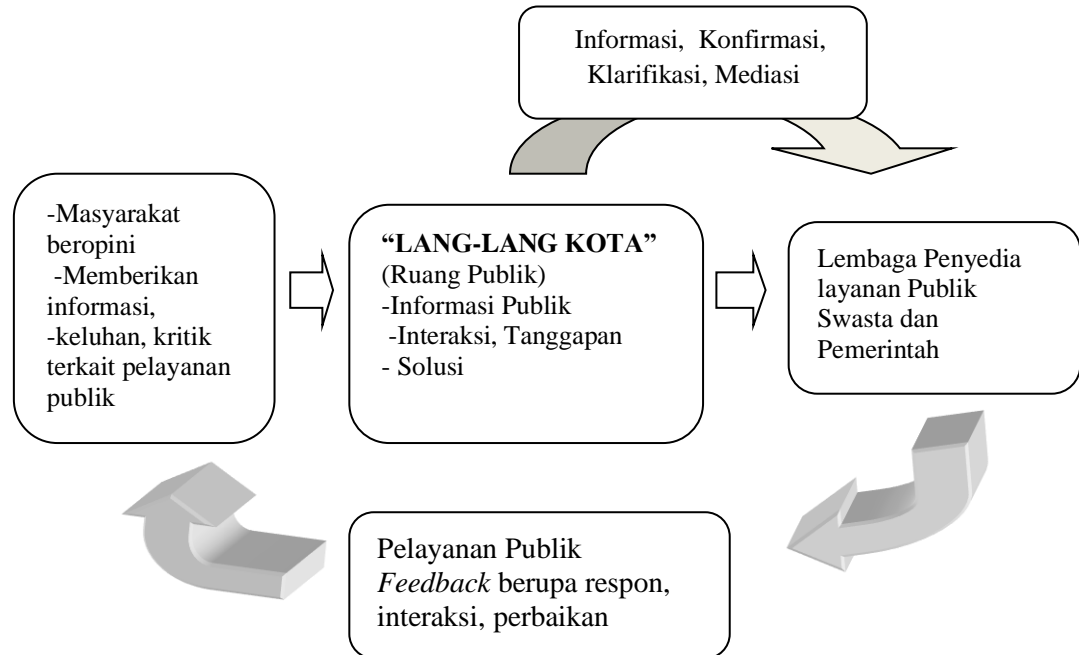 Informasi, Konfirmasi,
Klarifikasi, Mediasi
-Masyarakat
beropini
-Memberikan
informasi,
-keluhan, kritik
terkait pelayanan
publik
“LANG-LANG KOTA”
(Ruang Publik)
-Informasi Publik
-Interaksi, Tanggapan
- Solusi
Lembaga Penyedia
layanan Publik
Swasta dan
Pemerintah
Pelayanan Publik
Feedback berupa respon,
interaksi, perbaikan